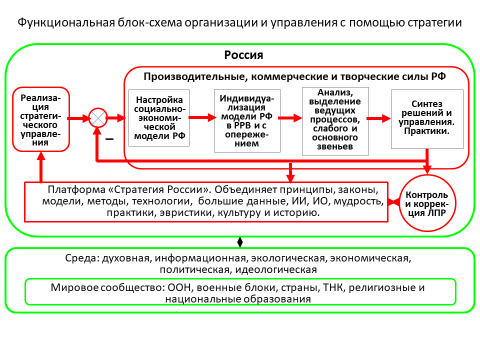 Функциональная блок-схема организации и управления с помощью стратегии
Россия
Производительные, коммерческие и творческие силы РФ
Реализа-
ция
стратеги-
ческого
управле-
ния
–
Настройка
социально-
экономи-
ческой
модели РФ
Индивидуа-
лизация
модели РФ
в РРВ и с
опереже-
нием
Анализ,
выделение
ведущих
процессов,
слабого и
основного
звеньев
Синтез
решений и
управления.
Практики.
Платформа «Стратегия России». Объединяет принципы, законы,
модели, методы, технологии, большие данные, ИИ, ИО, мудрость,
практики, эвристики, культуру и историю.
Контроль
и коррек-
ция ЛПР
Среда: духовная, информационная, экологическая, экономическая,
политическая, идеологическая
Мировое сообщество: ООН, военные блоки, страны, ТНК, религиозные и
национальные образования